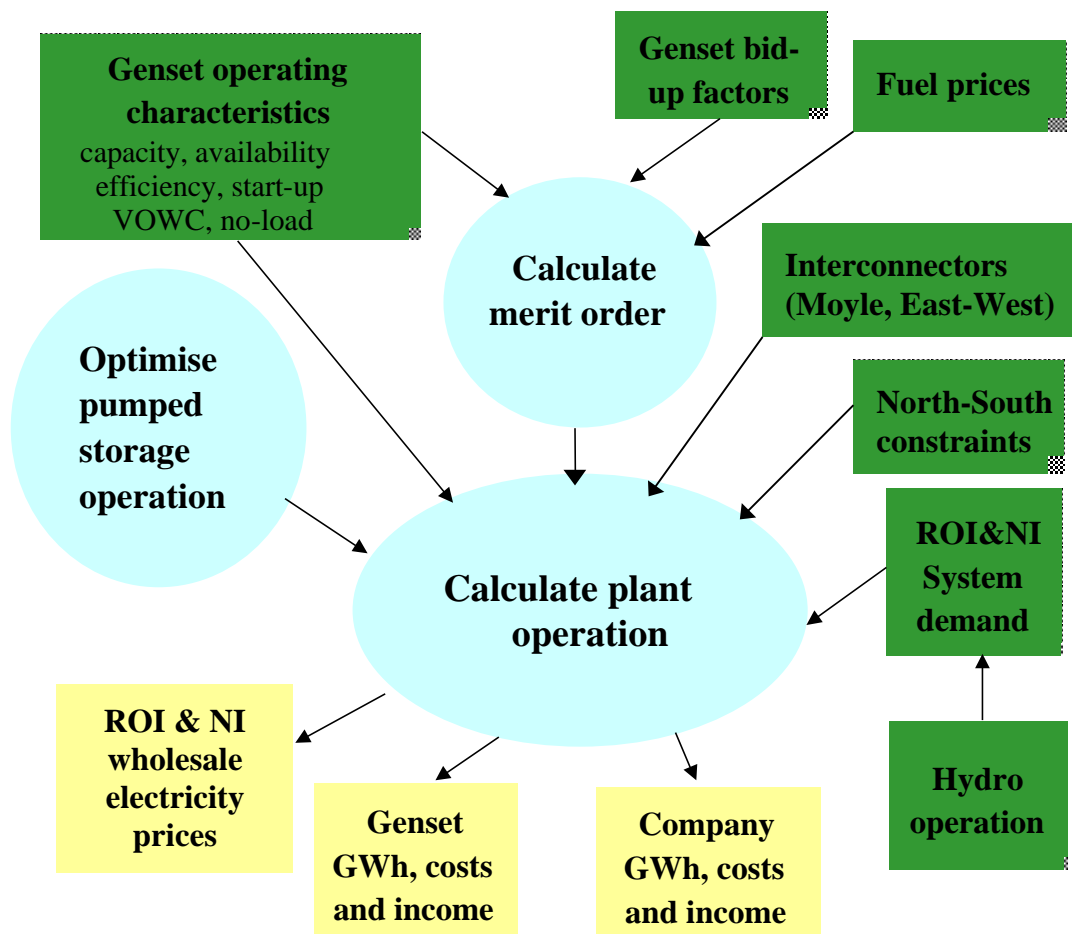 Genset operating
characteristics
capacity, availability
efficiency, start-up
VOWC, no-load
Genset bid-
up factors
Fuel prices
Calculate
merit order
Interconnectors
(Moyle, East-West)
Optimise
pumped
storage
operation
North-South
constraints
Calculate plant
operation
ROI&NI
System
demand
ROI & NI
wholesale
electricity
prices
Genset
GWh, costs
and income
Company
GWh, costs
and income
Hydro
operation